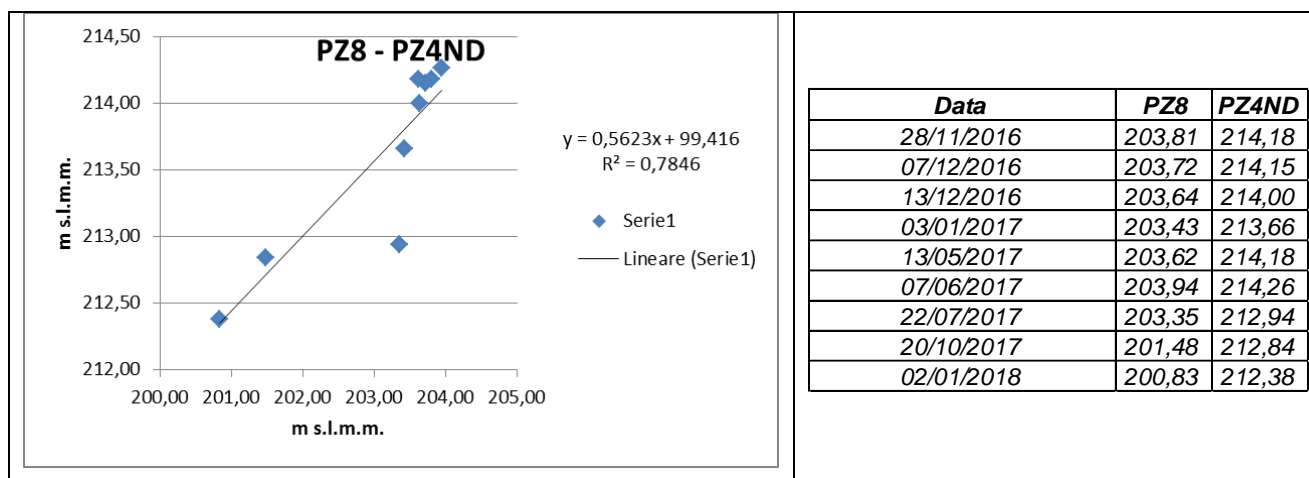 PZ8 - PZ4ND
214,50
214,00
213,50
213,00
212,50
212,00
m s.l.m.m.
200,00 201,00 202,00 203,00 204,00 205,00
m s.l.m.m.
y = 0,5623x + 99,416
R² = 0,7846
Serie1
Lineare (Serie1)
Data PZ8 PZ4ND
28/11/2016 203,81 214,18
07/12/2016 203,72 214,15
13/12/2016 203,64 214,00
03/01/2017 203,43 213,66
13/05/2017 203,62 214,18
07/06/2017 203,94 214,26
22/07/2017 203,35 212,94
20/10/2017 201,48 212,84
02/01/2018 200,83 212,38